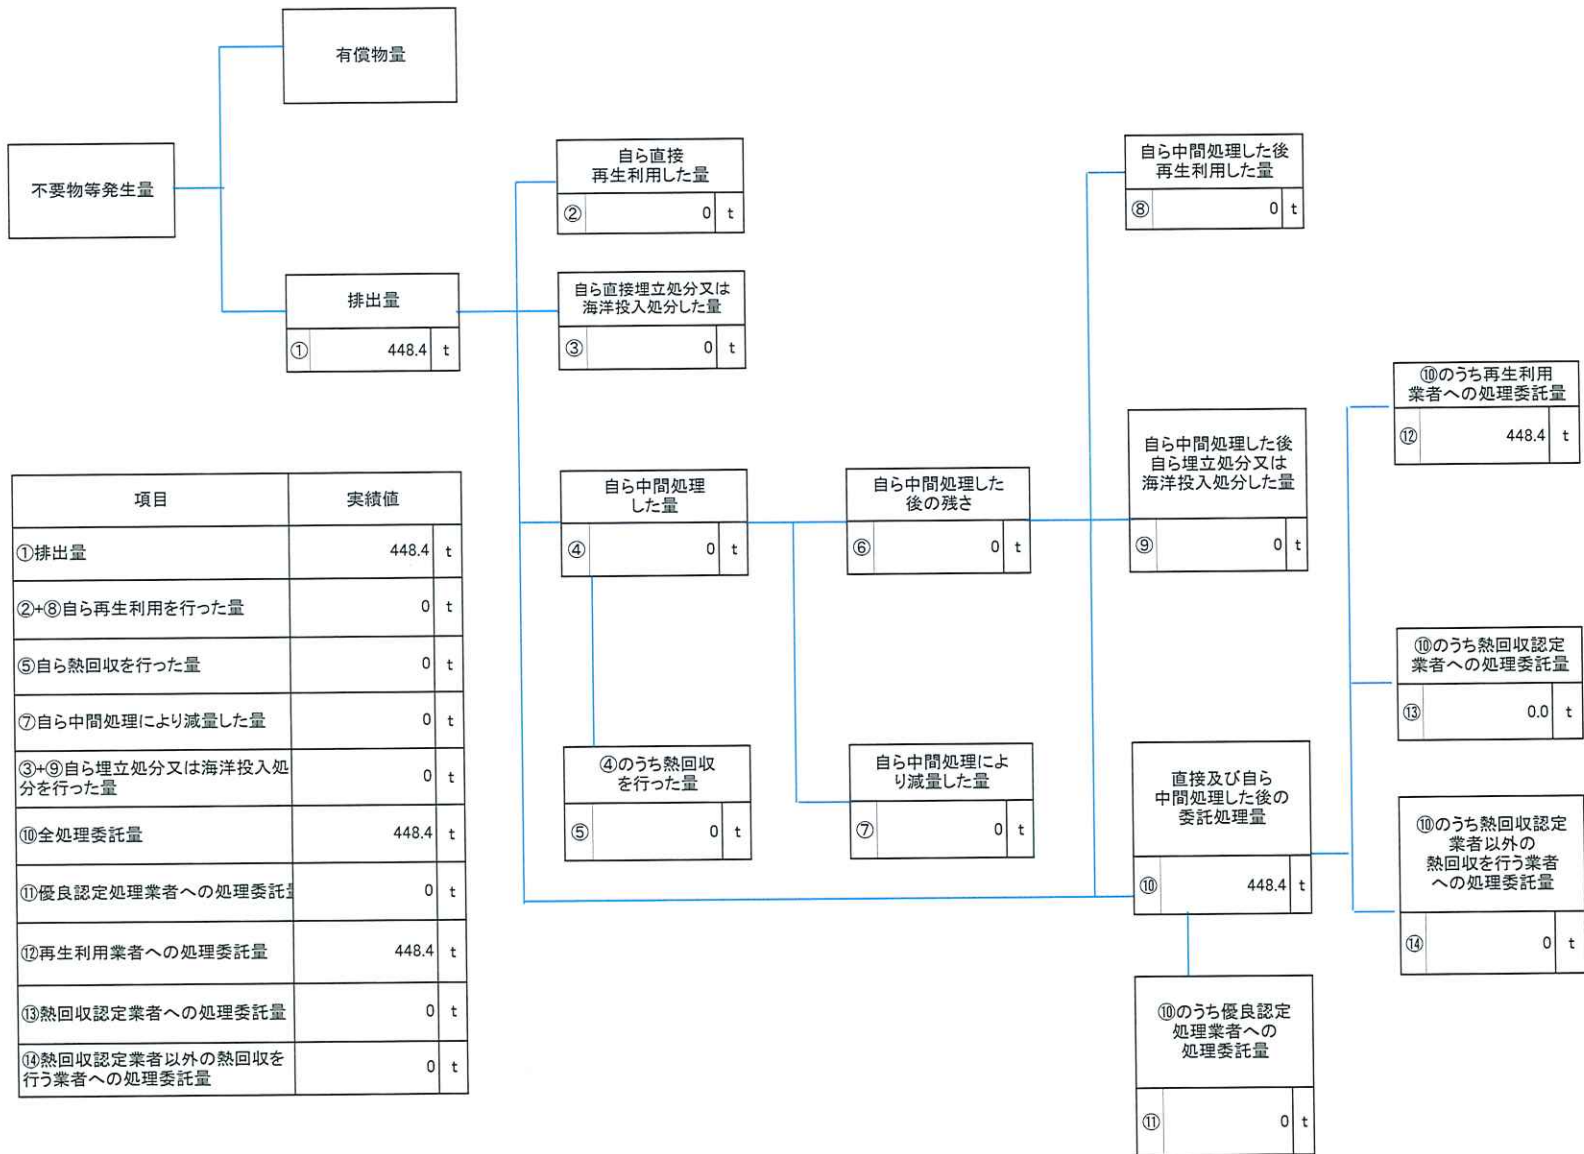 有償物量
不要物等発生量
排出量
① 448.4 t
自ら直接
再生利用した量
② 0 t
自ら直接埋立処分又は
海洋投入処分した量
③ 0 t
自ら中間処理
した量
④ 0 t
④のうち熱回収
を行った量
⑤ 0 t
自ら中間処理した
後の残さ
⑥ 0 t
自ら中間処理によ
り減量した量
⑦ 0 t
自ら中間処理した後
再生利用した量
⑧ 0 t
自ら中間処理した後
自ら埋立処分又は
海洋投入処分した量
⑨ 0 t
直接及び自ら
中間処理した後の
委託処理量
⑩ 448.4 t
⑩のうち優良認定
処理業者への
処理委託量
⑪ 0 t
⑩のうち再生利用
業者への処理委託量
⑫ 448.4 t
⑩のうち熱回収認定
業者への処理委託量
⑬ 0.0 t
⑩のうち熱回収認定
業者以外の
熱回収を行う業者
への処理委託量
⑭ 0 t
項目 実績値
①排出量 448.4 t
②+⑧自ら再生利用を行った量 0 t
⑤自ら熱回収を行った量 0 t
⑦自ら中間処理により減量した量 0 t
③+⑨自ら埋立処分又は海洋投入処
分を行った量 0 t
⑩全処理委託量 448.4 t
⑪優良認定処理業者への処理委託 0 t
⑫再生利用業者への処理委託量 448.4 t
⑬熱回収認定業者への処理委託量 0 t
⑭熱回収認定業者以外の熱回収を
行う業者への処理委託量 0 t